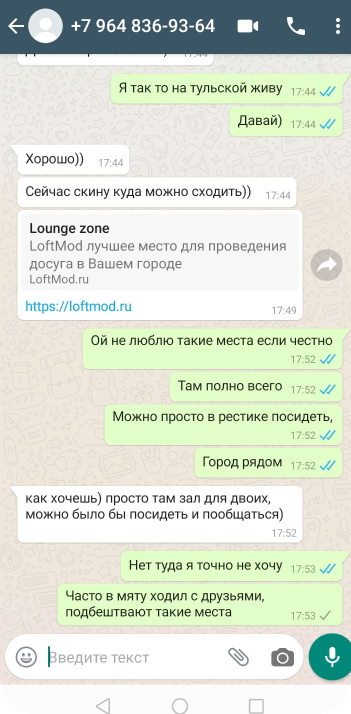 +7 964 836-93-64
17:44
Я так то на тульской живу 17:44
Давай) 17:44
Хорошо)) 17:44
Сейчас скину куда можно сходить)) 17:44
Lounge zone
LoftMod лучшее место для проведения
досуга в Вашем городе
LoftMod.ru
https://loftmod.ru 17:49
Ой не люблю такие места если честно
17:52
Там полно всего 17:52
Можно просто в рестике посидеть,
17:52
Город рядом 17:52
как хочешь) просто там зал для двоих,
можно было бы посидеть и пообщаться)
17:52
Нет туда я точно не хочу 17:53
Часто в мяту ходил с друзьями,
подбештвают такие места 17:53
Введите текст